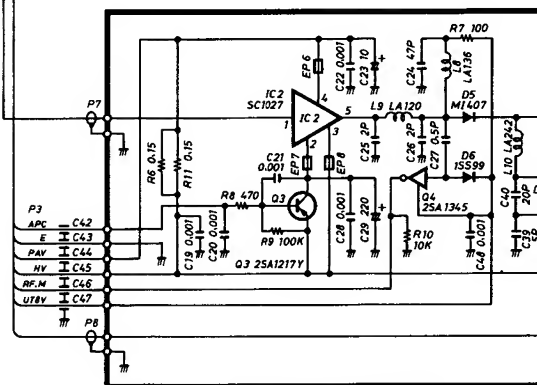 R7 100
EP6
C22 0.001
C23 10
C24 47P
L8
LA136
IC2
SC1027
P7
4
L9 LA120
D5
MI407
1
IC2
5
2
3
R6 0.15
R11 0.15
C21
0.001
EP7
EP8
C25 2P
C26 2P
C27 0.5P
D6
1SS99
L10 LA242
C40
20P
P3
R8 470
Q3
Q4
2SA1345
APC C42
E C43
PAV C44
HV C45
RF.M C46
UT8V C47
C19 0.001
C20 0.001
R9 100K
C28 0.001
C29 220
R10
10K
C48 0.001
C39
Q3 2SA1217Y
P8